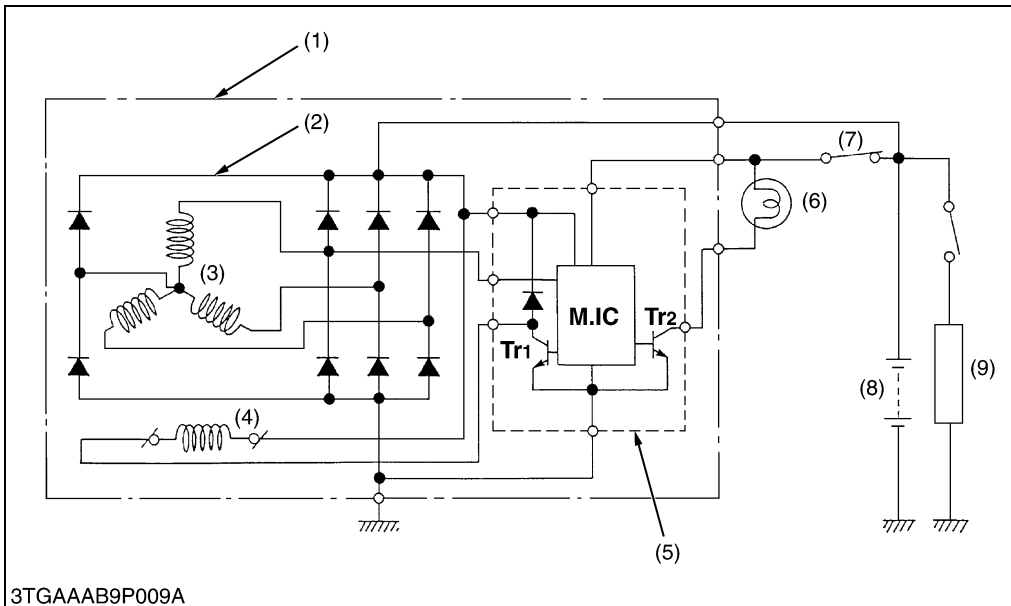 (1)
(2)
(7)
(6)
(3)
M.IC
Tr1
Tr2
(8)
(9)
(4)
(5)
3TGAAAB9P009A